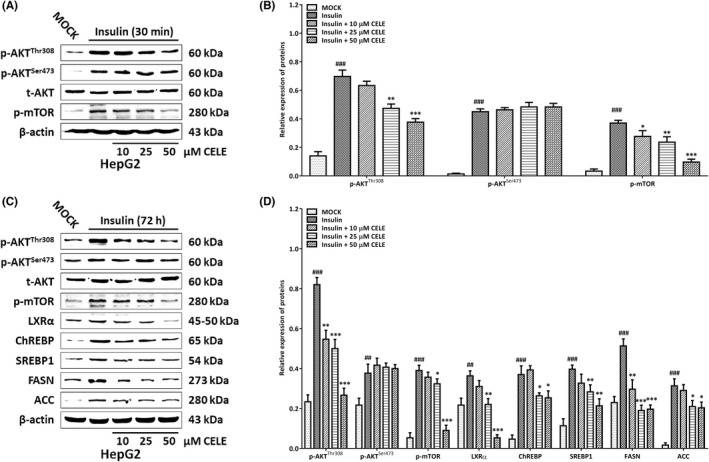 (A)
MOCK
Insulin (30 min)
p-AKTThr308 60 kDa
p-AKTSer473 60 kDa
t-AKT 60 kDa
p-mTOR 280 kDa
β-actin 43 kDa
10 25 50 μM CELE
HepG2
(B)
MOCK
Insulin
Insulin + 10 μM CELE
Insulin + 25 μM CELE
Insulin + 50 μM CELE
Relative expression of proteins
1.2
1.0
0.8
0.6
0.4
0.2
0.0
###
**
***
###
###
*
**
***
p-AKTThr308 p-AKTSer473 p-mTOR
(C)
MOCK
Insulin (72 h)
p-AKTThr308 60 kDa
p-AKTSer473 60 kDa
t-AKT 60 kDa
p-mTOR 280 kDa
LXRα 45-50 kDa
ChREBP 65 kDa
SREBP1 54 kDa
FASN 273 kDa
ACC 280 kDa
β-actin 43 kDa
10 25 50 μM CELE
HepG2
(D)
MOCK
Insulin
Insulin + 10 μM CELE
Insulin + 25 μM CELE
Insulin + 50 μM CELE
Relative expression of proteins
1.2
1.0
0.8
0.6
0.4
0.2
0.0
###
**
***
***
##
###
*
***
##
**
***
###
*
*
###
**
**
###
**
***
***
###
*
*
p-AKTThr308 p-AKTSer473 p-mTOR LXRα ChREBP SREBP1 FASN ACC